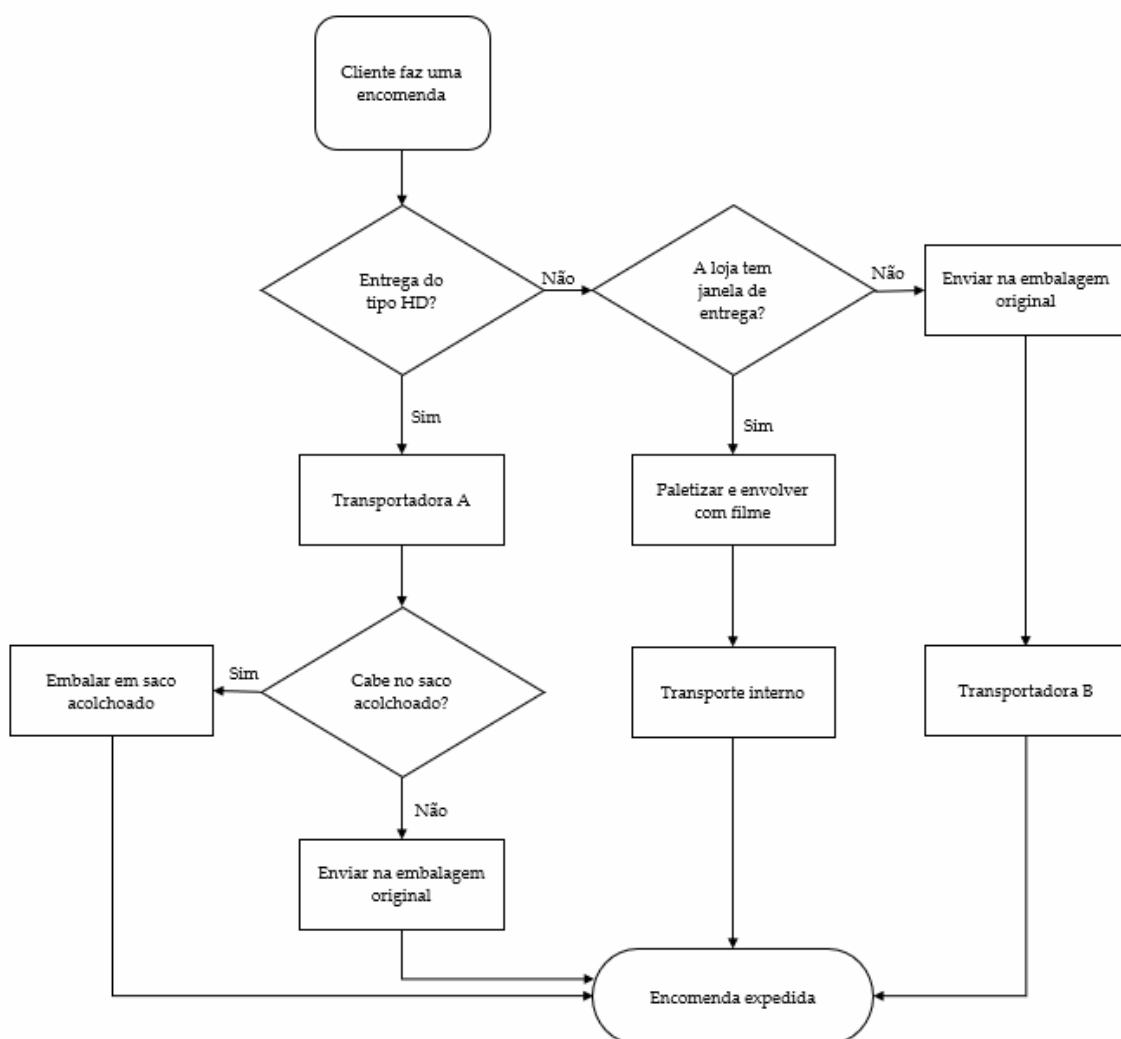 Cliente faz uma
encomenda
Entrega do
tipo HD?
Não
A loja tem
janela de
entrega?
Não
Enviar na embalagem
original
Sim
Sim
Transportadora A
Paletizar e envolver
com filme
Embalar em saco
acolchoado
Sim
Cabe no saco
acolchoado?
Transporte interno
Transportadora B
Não
Enviar na embalagem
original
Encomenda expedida